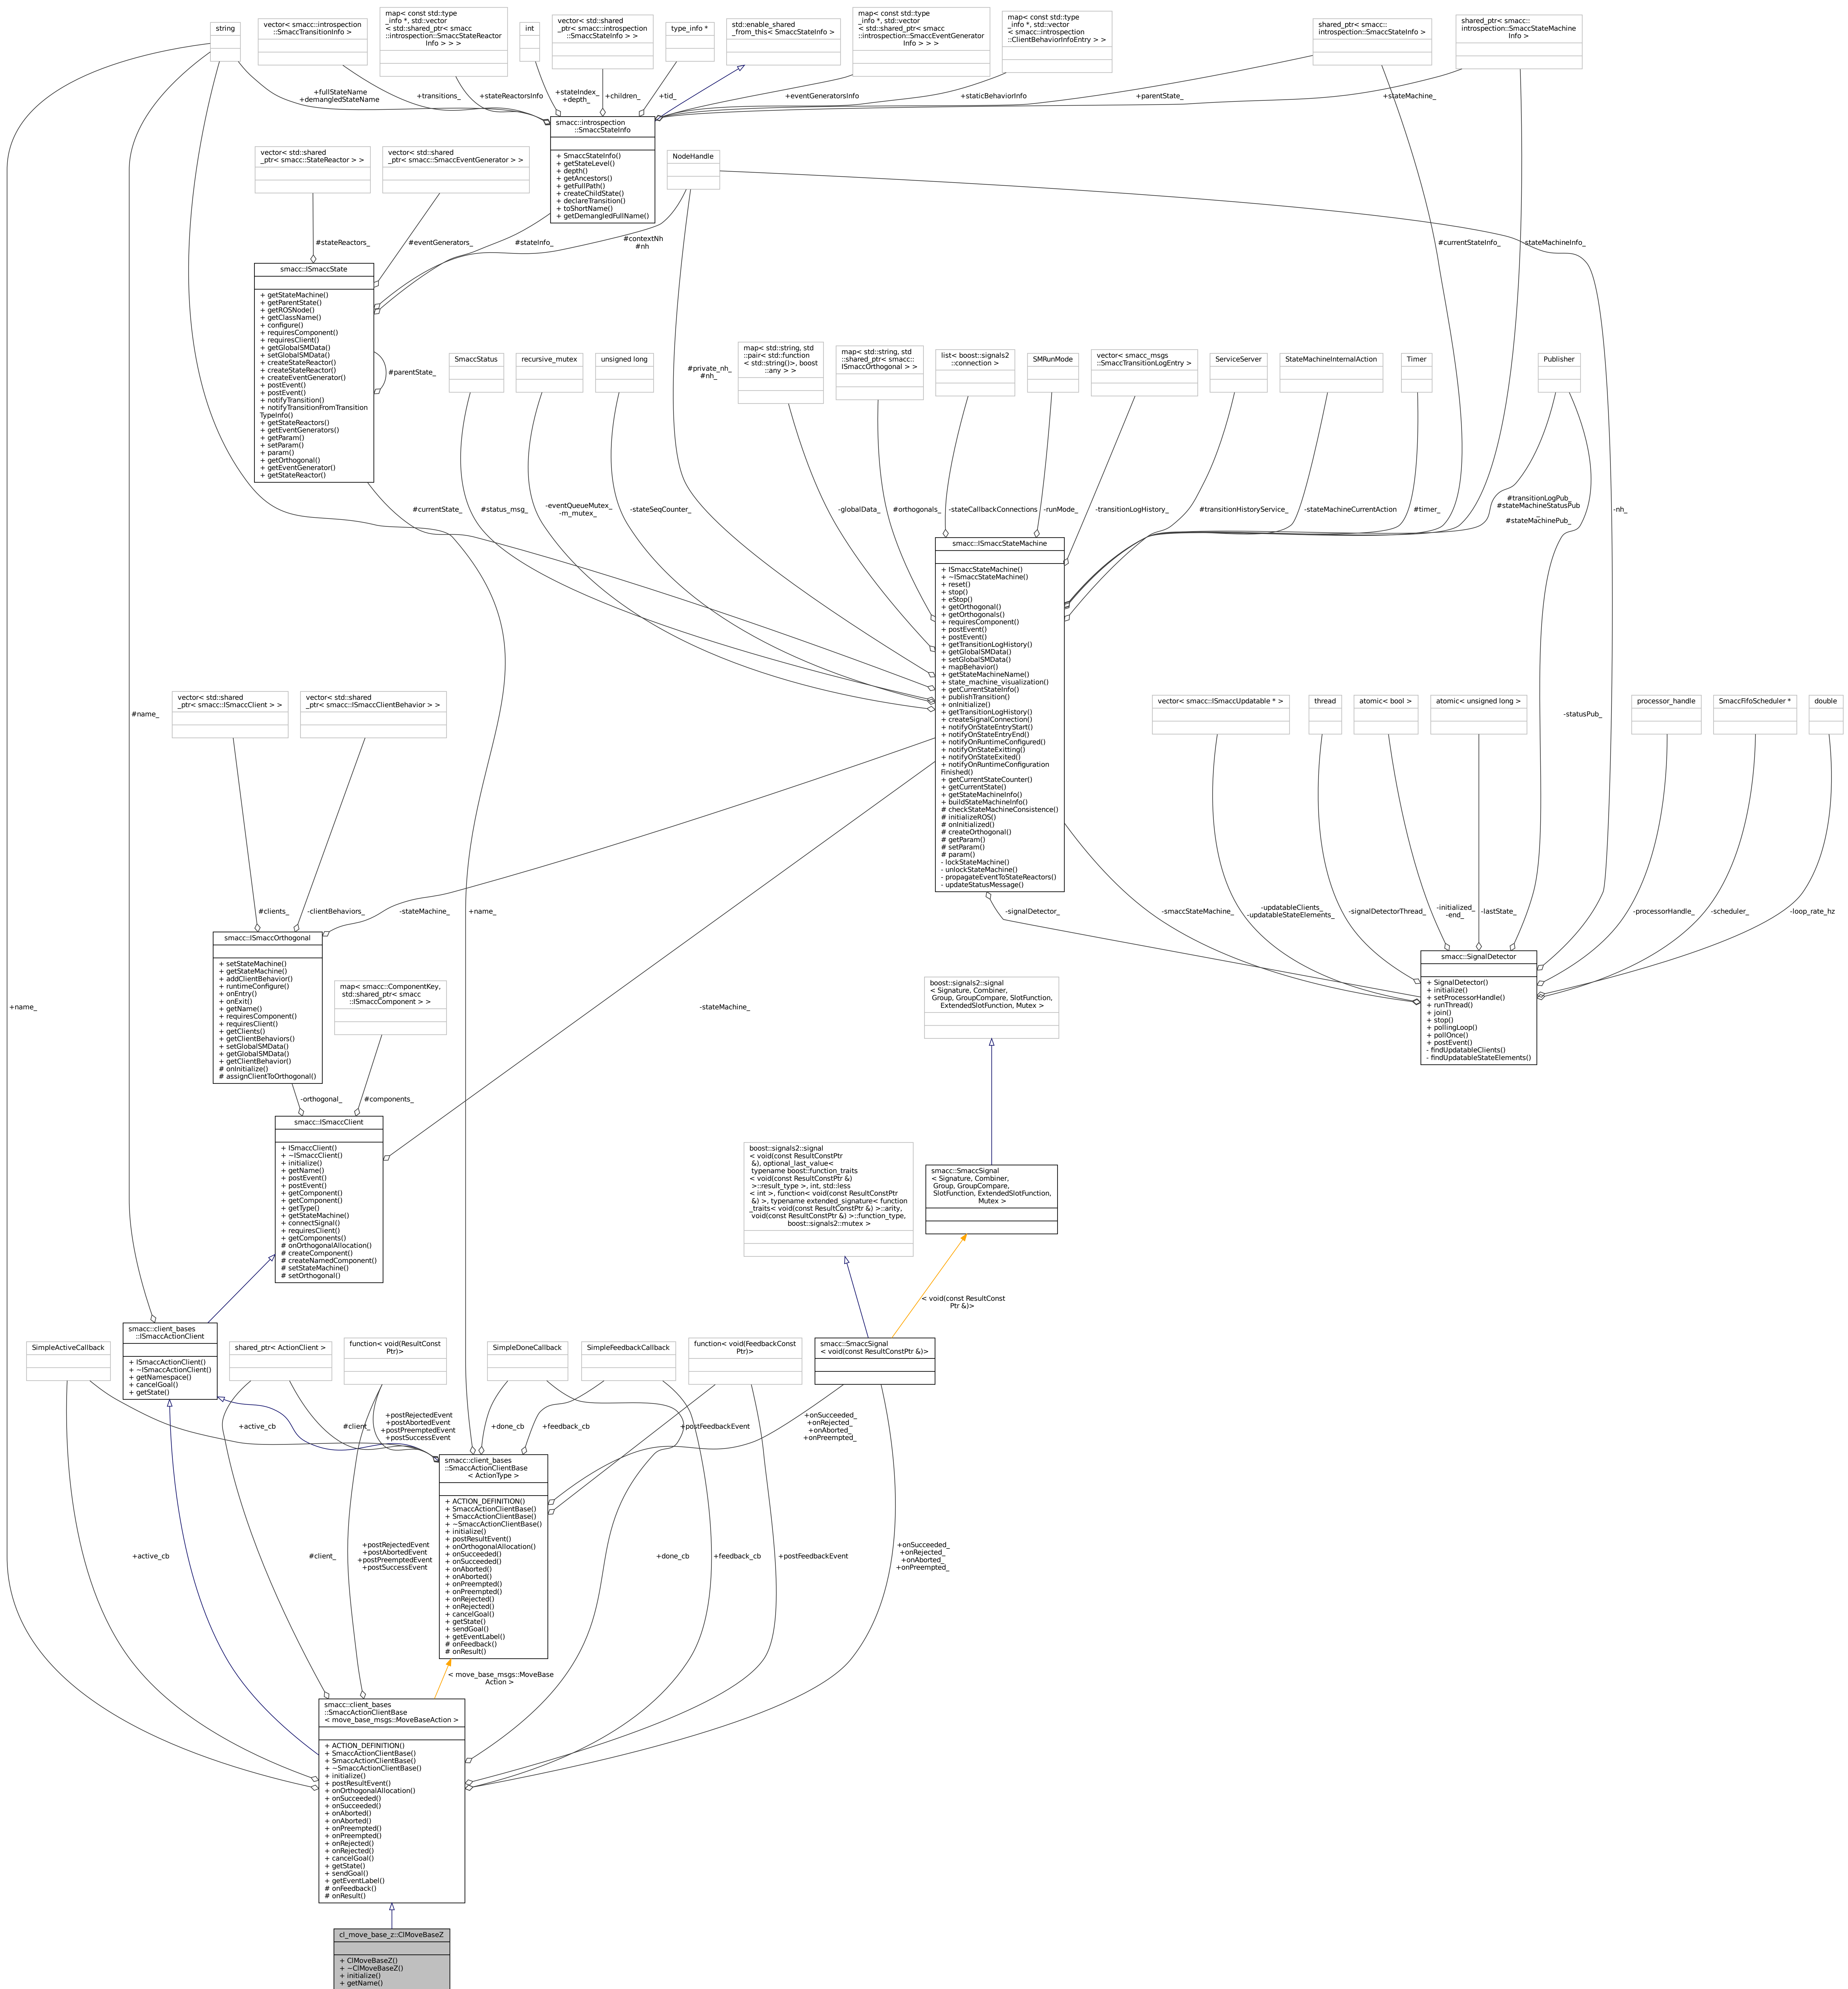 string
vector< smacc::introspection
::SmaccTransitionInfo >
map< const std::type
_info *, std::vector
< std::shared_ptr< smacc
::introspection::SmaccStateReactor
Info > > >
int
vector< std::shared
_ptr< smacc::introspection
::SmaccStateInfo > >
type_info *
std::enable_shared
_from_this< SmaccStateInfo >
map< const std::type
_info *, std::vector
< std::shared_ptr< smacc
::introspection::SmaccEventGenerator
Info > > >
map< const std::type
_info *, std::vector
< smacc::introspection
::ClientBehaviorInfoEntry > >
shared_ptr< smacc::
introspection::SmaccStateInfo >
shared_ptr< smacc::
introspection::SmaccStateMachine
Info >
+fullStateName
+demangledStateName
+transitions_
+stateReactorsInfo
+stateIndex_
+depth_
+children_
+tid_
+eventGeneratorsInfo
+staticBehaviorInfo
+parentState_
+stateMachine_
smacc::introspection
::SmaccStateInfo
+ SmaccStateInfo()
+ getStateLevel()
+ depth()
+ getAncestors()
+ getFullPath()
+ createChildState()
+ declareTransition()
+ toShortName()
+ getDemangledFullName()
vector< std::shared
_ptr< smacc::StateReactor > >
vector< std::shared
_ptr< smacc::SmaccEventGenerator > >
NodeHandle
#stateReactors_
#eventGenerators_
#stateInfo_
#contextNh
#nh
#currentStateInfo_
-stateMachineInfo_
smacc::ISmaccState
+ getStateMachine()
+ getParentState()
+ getROSNode()
+ getClassName()
+ configure()
+ requiresComponent()
+ requiresClient()
+ getGlobalSMData()
+ setGlobalSMData()
+ createStateReactor()
+ createStateReactor()
+ createEventGenerator()
+ postEvent()
+ postEvent()
+ notifyTransition()
+ notifyTransitionFromTransition
TypeInfo()
+ getStateReactors()
+ getEventGenerators()
+ getParam()
+ setParam()
+ param()
+ getOrthogonal()
+ getEventGenerator()
+ getStateReactor()
#parentState_
SmaccStatus
recursive_mutex
unsigned long
#private_nh_
#nh_
map< std::string, std
::pair< std::function
< std::string()>, boost
::any > >
map< std::string, std
::shared_ptr< smacc::
ISmaccOrthogonal > >
list< boost::signals2
::connection >
SMRunMode
vector< smacc_msgs
::SmaccTransitionLogEntry >
ServiceServer
StateMachineInternalAction
Timer
Publisher
#currentState_
#status_msg_
-eventQueueMutex_
-m_mutex_
-stateSeqCounter_
-globalData_
#orthogonals_
-stateCallbackConnections
-runMode_
-transitionLogHistory_
#transitionHistoryService_
-stateMachineCurrentAction
#timer_
#transitionLogPub_
#stateMachineStatusPub
_
#stateMachinePub_
-nh_
smacc::ISmaccStateMachine
+ ISmaccStateMachine()
+ ~ISmaccStateMachine()
+ reset()
+ stop()
+ eStop()
+ getOrthogonal()
+ getOrthogonals()
+ requiresComponent()
+ postEvent()
+ postEvent()
+ getTransitionLogHistory()
+ getGlobalSMData()
+ setGlobalSMData()
+ mapBehavior()
+ getStateMachineName()
+ state_machine_visualization()
+ getCurrentStateInfo()
+ publishTransition()
+ onInitialize()
+ getTransitionLogHistory()
+ createSignalConnection()
+ notifyOnStateEntryStart()
+ notifyOnStateEntryEnd()
+ notifyOnRuntimeConfigured()
+ notifyOnStateExitting()
+ notifyOnStateExited()
+ notifyOnRuntimeConfiguration
Finished()
+ getCurrentStateCounter()
+ getCurrentState()
+ getStateMachineInfo()
+ buildStateMachineInfo()
# checkStateMachineConsistence()
# initializeROS()
# onInitialized()
# createOrthogonal()
# getParam()
# setParam()
# param()
- lockStateMachine()
- unlockStateMachine()
- propagateEventToStateReactors()
- updateStatusMessage()
#name_
vector< std::shared
_ptr< smacc::ISmaccClient > >
vector< std::shared
_ptr< smacc::ISmaccClientBehavior > >
vector< smacc::ISmaccUpdatable * >
thread
atomic< bool >
atomic< unsigned long >
-statusPub_
processor_handle
SmaccFifoScheduler *
double
#clients_
-clientBehaviors_
-stateMachine_
+name_
-signalDetector_
-smaccStateMachine_
-updatableClients_
-updatableStateElements_
-signalDetectorThread_
-initialized_
-end_
-lastState_
-processorHandle_
-scheduler_
-loop_rate_hz
smacc::ISmaccOrthogonal
+ setStateMachine()
+ getStateMachine()
+ addClientBehavior()
+ runtimeConfigure()
+ onEntry()
+ onExit()
+ getName()
+ requiresComponent()
+ requiresClient()
+ getClients()
+ getClientBehaviors()
+ setGlobalSMData()
+ getGlobalSMData()
+ getClientBehavior()
# onInitialize()
# assignClientToOrthogonal()
smacc::SignalDetector
+ SignalDetector()
+ initialize()
+ setProcessorHandle()
+ runThread()
+ join()
+ stop()
+ pollingLoop()
+ pollOnce()
+ postEvent()
- findUpdatableClients()
- findUpdatableStateElements()
map< smacc::ComponentKey,
std::shared_ptr< smacc
::ISmaccComponent > >
boost::signals2::signal
< Signature, Combiner,
Group, GroupCompare, SlotFunction,
ExtendedSlotFunction, Mutex >
+name_
-stateMachine_
-orthogonal_
#components_
smacc::ISmaccClient
+ ISmaccClient()
+ ~ISmaccClient()
+ initialize()
+ getName()
+ postEvent()
+ postEvent()
+ getComponent()
+ getComponent()
+ getType()
+ getStateMachine()
+ connectSignal()
+ requiresClient()
+ getComponents()
# onOrthogonalAllocation()
# createComponent()
# createNamedComponent()
# setStateMachine()
# setOrthogonal()
boost::signals2::signal
< void(const ResultConstPtr
&), optional_last_value<
typename boost::function_traits
< void(const ResultConstPtr &)
>::result_type >, int, std::less
< int >, function< void(const ResultConstPtr
&) >, typename extended_signature< function
_traits< void(const ResultConstPtr &) >::arity,
void(const ResultConstPtr &) >::function_type,
boost::signals2::mutex >
smacc::SmaccSignal
< Signature, Combiner,
Group, GroupCompare,
SlotFunction, ExtendedSlotFunction,
Mutex >
< void(const ResultConst
Ptr &)>
smacc::client_bases
::ISmaccActionClient
+ ISmaccActionClient()
+ ~ISmaccActionClient()
+ getNamespace()
+ cancelGoal()
+ getState()
SimpleActiveCallback
shared_ptr< ActionClient >
function< void(ResultConst
Ptr)>
SimpleDoneCallback
SimpleFeedbackCallback
function< void(FeedbackConst
Ptr)>
smacc::SmaccSignal
< void(const ResultConstPtr &)>
+active_cb
#client_
+postRejectedEvent
+postAbortedEvent
+postPreemptedEvent
+postSuccessEvent
+done_cb
+feedback_cb
+postFeedbackEvent
+onSucceeded_
+onRejected_
+onAborted_
+onPreempted_
smacc::client_bases
::SmaccActionClientBase
< ActionType >
+ ACTION_DEFINITION()
+ SmaccActionClientBase()
+ SmaccActionClientBase()
+ ~SmaccActionClientBase()
+ initialize()
+ postResultEvent()
+ onOrthogonalAllocation()
+ onSucceeded()
+ onSucceeded()
+ onAborted()
+ onAborted()
+ onPreempted()
+ onPreempted()
+ onRejected()
+ onRejected()
+ cancelGoal()
+ getState()
+ sendGoal()
+ getEventLabel()
# onFeedback()
# onResult()
+active_cb
#client_
+postRejectedEvent
+postAbortedEvent
+postPreemptedEvent
+postSuccessEvent
+done_cb
+feedback_cb
+postFeedbackEvent
+onSucceeded_
+onRejected_
+onAborted_
+onPreempted_
< move_base_msgs::MoveBase
Action >
smacc::client_bases
::SmaccActionClientBase
< move_base_msgs::MoveBaseAction >
+ ACTION_DEFINITION()
+ SmaccActionClientBase()
+ SmaccActionClientBase()
+ ~SmaccActionClientBase()
+ initialize()
+ postResultEvent()
+ onOrthogonalAllocation()
+ onSucceeded()
+ onSucceeded()
+ onAborted()
+ onAborted()
+ onPreempted()
+ onPreempted()
+ onRejected()
+ onRejected()
+ cancelGoal()
+ getState()
+ sendGoal()
+ getEventLabel()
# onFeedback()
# onResult()
cl_move_base_z::ClMoveBaseZ
+ ClMoveBaseZ()
+ ~ClMoveBaseZ()
+ initialize()
+ getName()